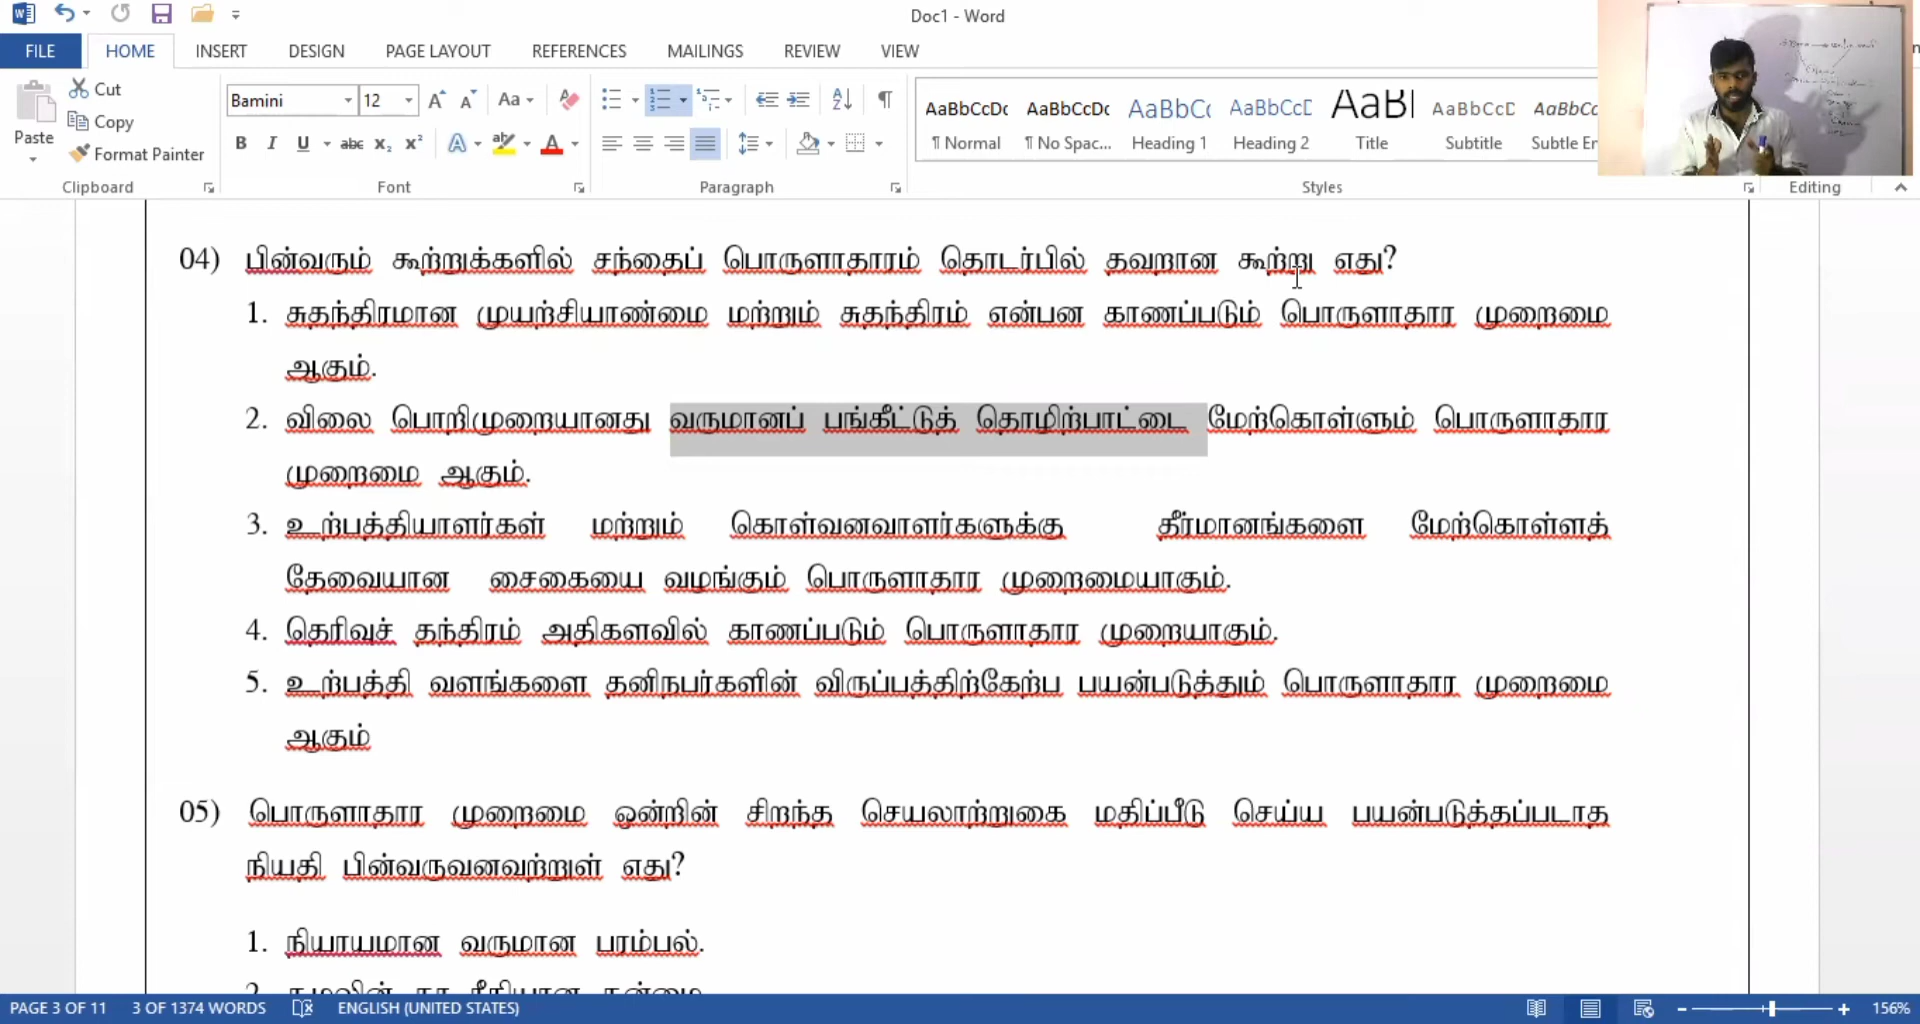 Doc1 - Word
FILE HOME INSERT DESIGN PAGE LAYOUT REFERENCES MAILINGS REVIEW VIEW
Paste Cut
Copy
Format Painter
Bamini 12
AaBbCcDc AaBbCcDc AaBbC( AaBbCcD AaB AaBbCcD AaBbCc
¶ Normal ¶ No Spac... Heading 1 Heading 2 Title Subtitle Subtle En
Clipboard Font Paragraph Styles Editing
04) பின்வரும் கூற்றுக்களில் சந்தைப் பொருளாதாரம் தொடர்பில் தவறான கூற்று எது?
1. சுதந்திரமான முயற்சியாண்மை மற்றும் சுதந்திரம் என்பன காணப்படும் பொருளாதார முறைமை
ஆகும்.
2. விலை பொறிமுறையானது வருமானப் பங்கீட்டுத் தொழிற்பாட்டை மேற்கொள்ளும் பொருளாதார
முறைமை ஆகும்.
3. உற்பத்தியாளர்கள் மற்றும் கொள்வனவாளர்களுக்கு தீர்மானங்களை மேற்கொள்ளத்
தேவையான சைகையை வழங்கும் பொருளாதார முறைமையாகும்.
4. தெரிவுச் தந்திரம் அதிகளவில் காணப்படும் பொருளாதார முறையாகும்.
5. உற்பத்தி வளங்களை தனிநபர்களின் விருப்பத்திற்கேற்ப பயன்படுத்தும் பொருளாதார முறைமை
ஆகும்
05) பொருளாதார முறைமை ஒன்றின் சிறந்த செயலாற்றுகை மதிப்பீடு செய்ய பயன்படுத்தப்படாத
நியதி பின்வருவனவற்றுள் எது?
1. நியாயமான வருமான பரம்பல்.
2.
PAGE 3 OF 11 3 OF 1374 WORDS ENGLISH (UNITED STATES) 156%